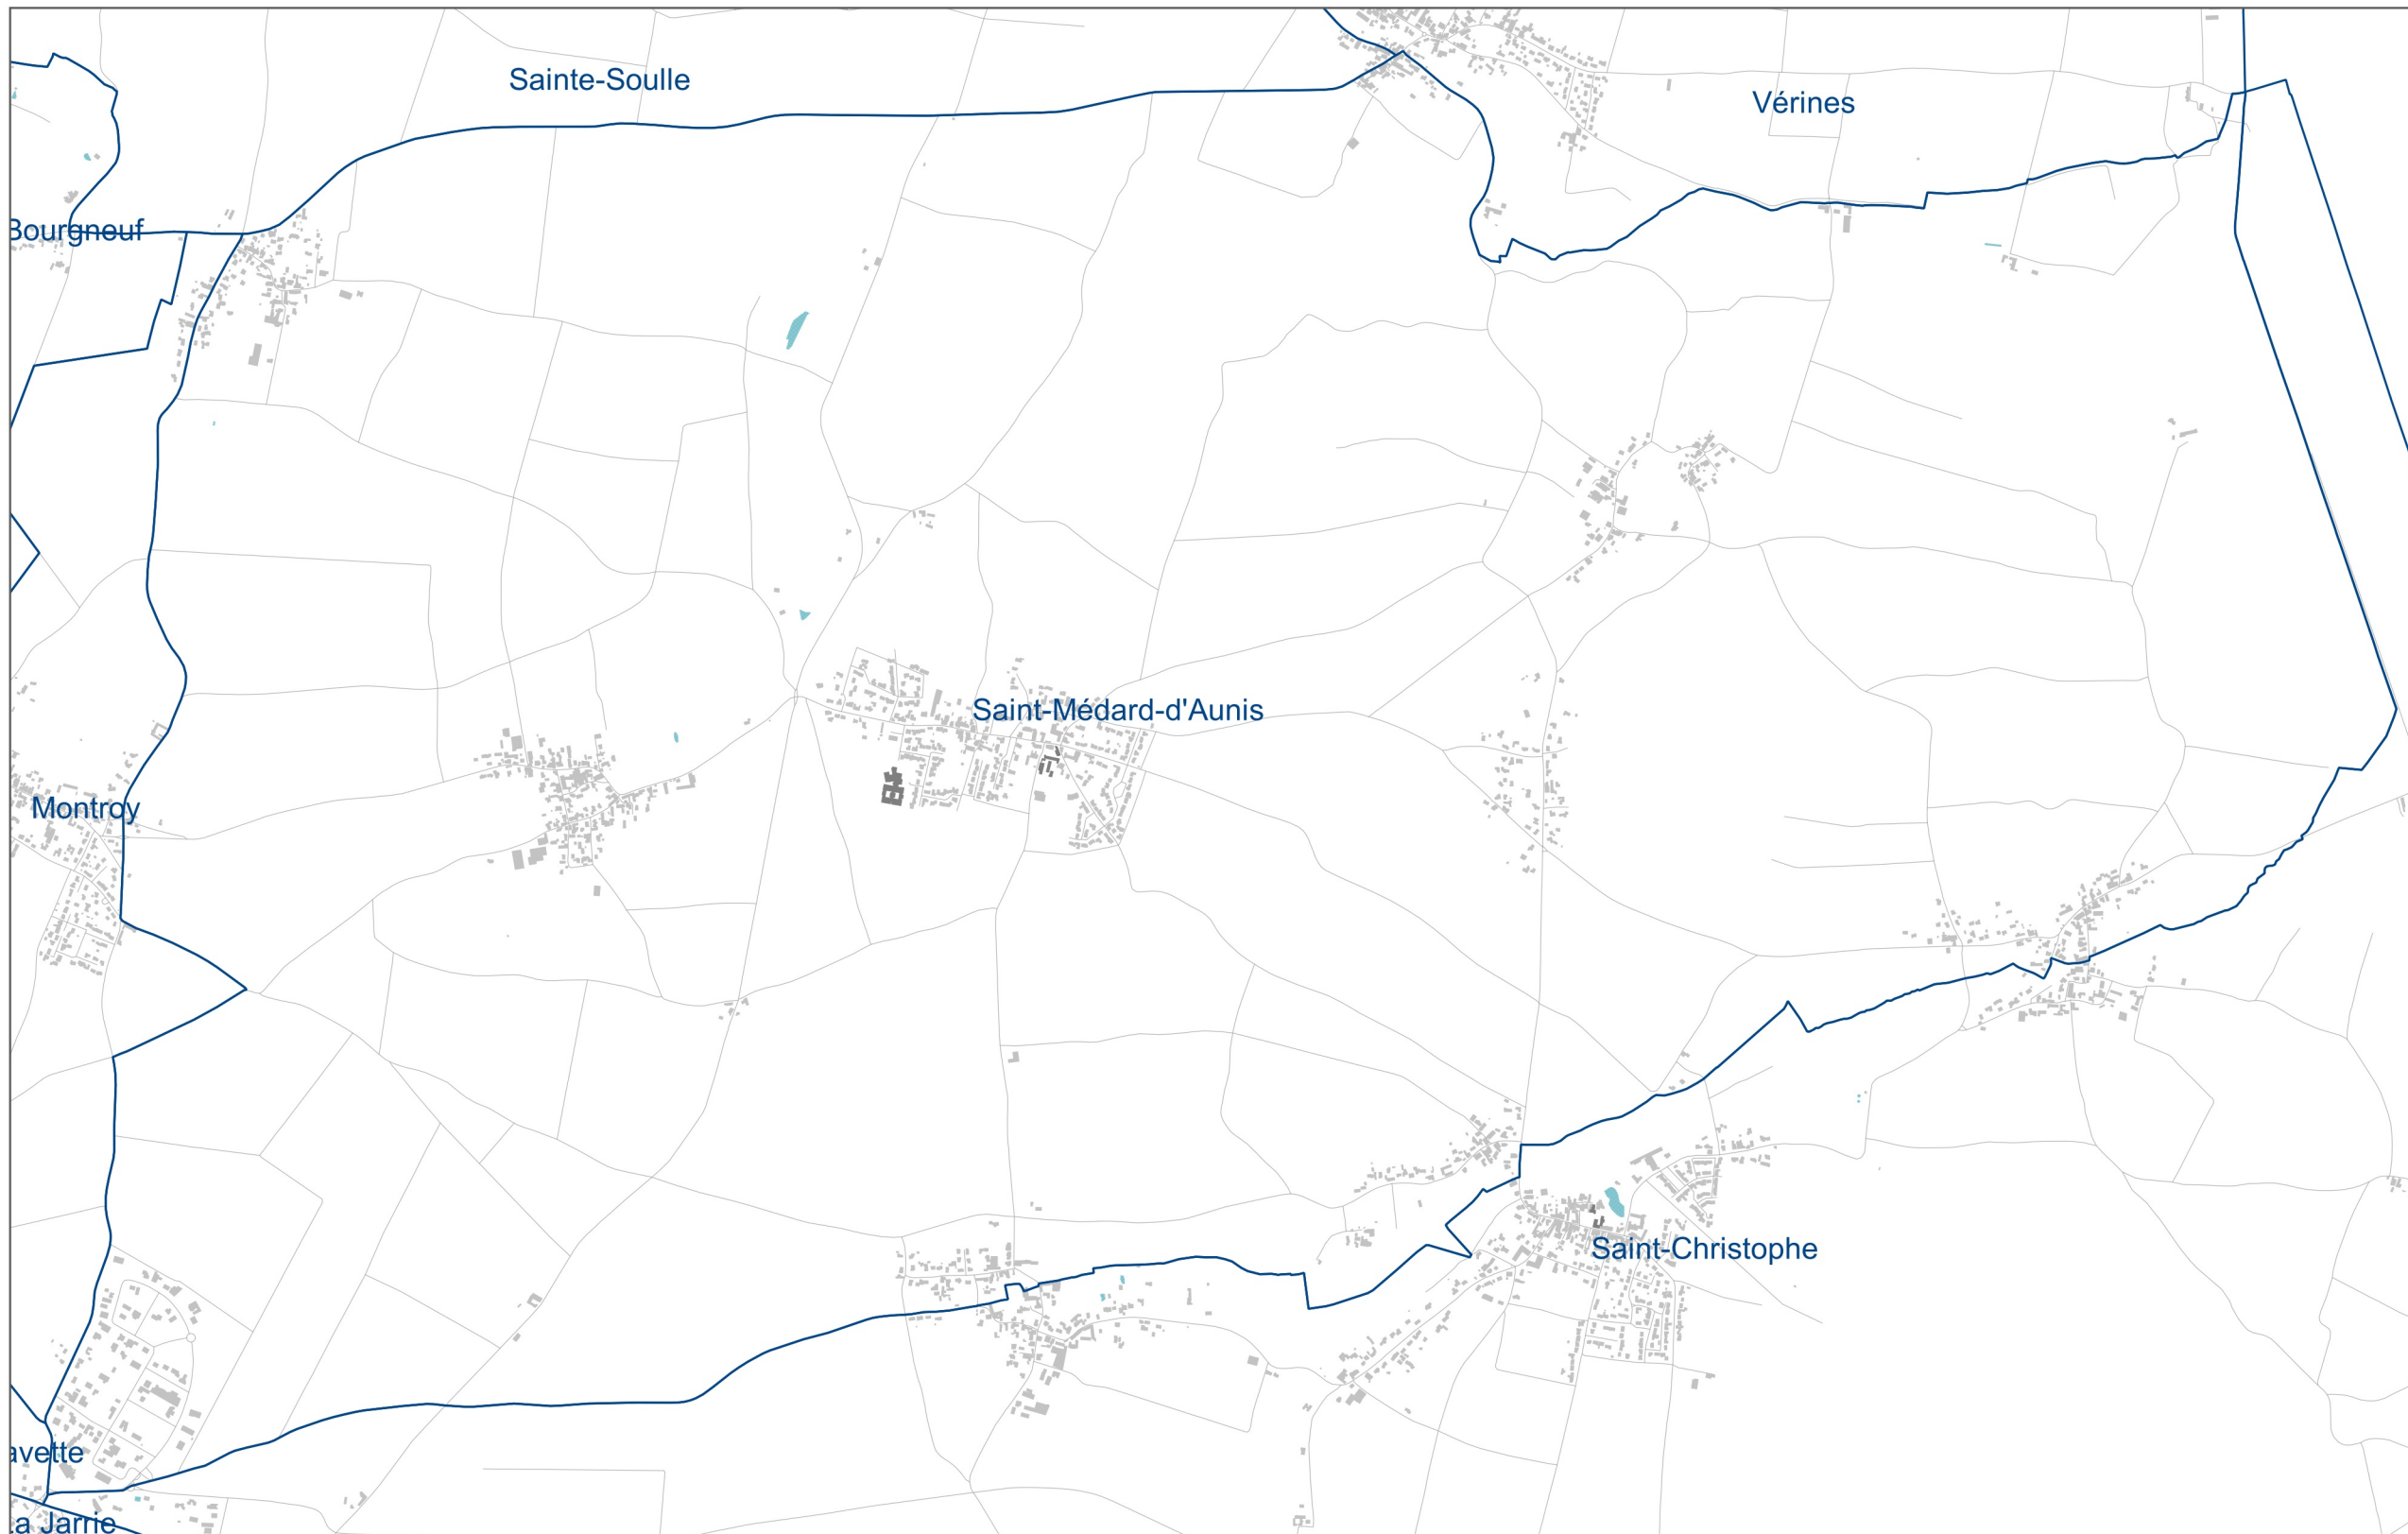 Sainte-Soulle
Vérines
Bourgneuf
Saint-Médard-d'Aunis
Montroy
Saint-Christophe
avette
a Jarrie